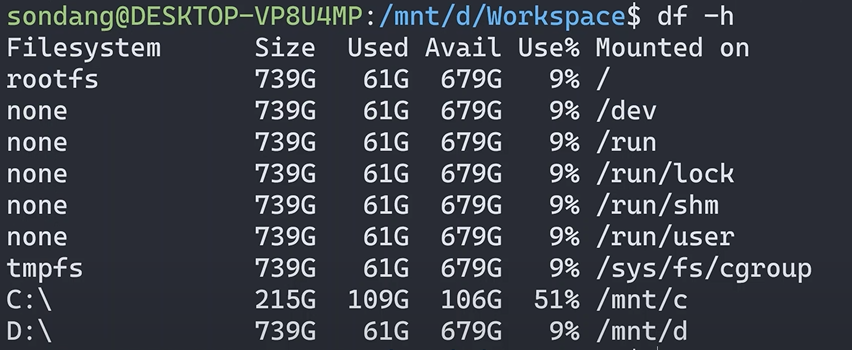 sondang@DESKTOP-VP8U4MP:/mnt/d/Workspace$ df -h
Filesystem      Size  Used Avail Use% Mounted on
rootfs          739G   61G  679G   9% /
none            739G   61G  679G   9% /dev
none            739G   61G  679G   9% /run
none            739G   61G  679G   9% /run/lock
none            739G   61G  679G   9% /run/shm
none            739G   61G  679G   9% /run/user
tmpfs           739G   61G  679G   9% /sys/fs/cgroup
C:\             215G  109G  106G  51% /mnt/c
D:\             739G   61G  679G   9% /mnt/d